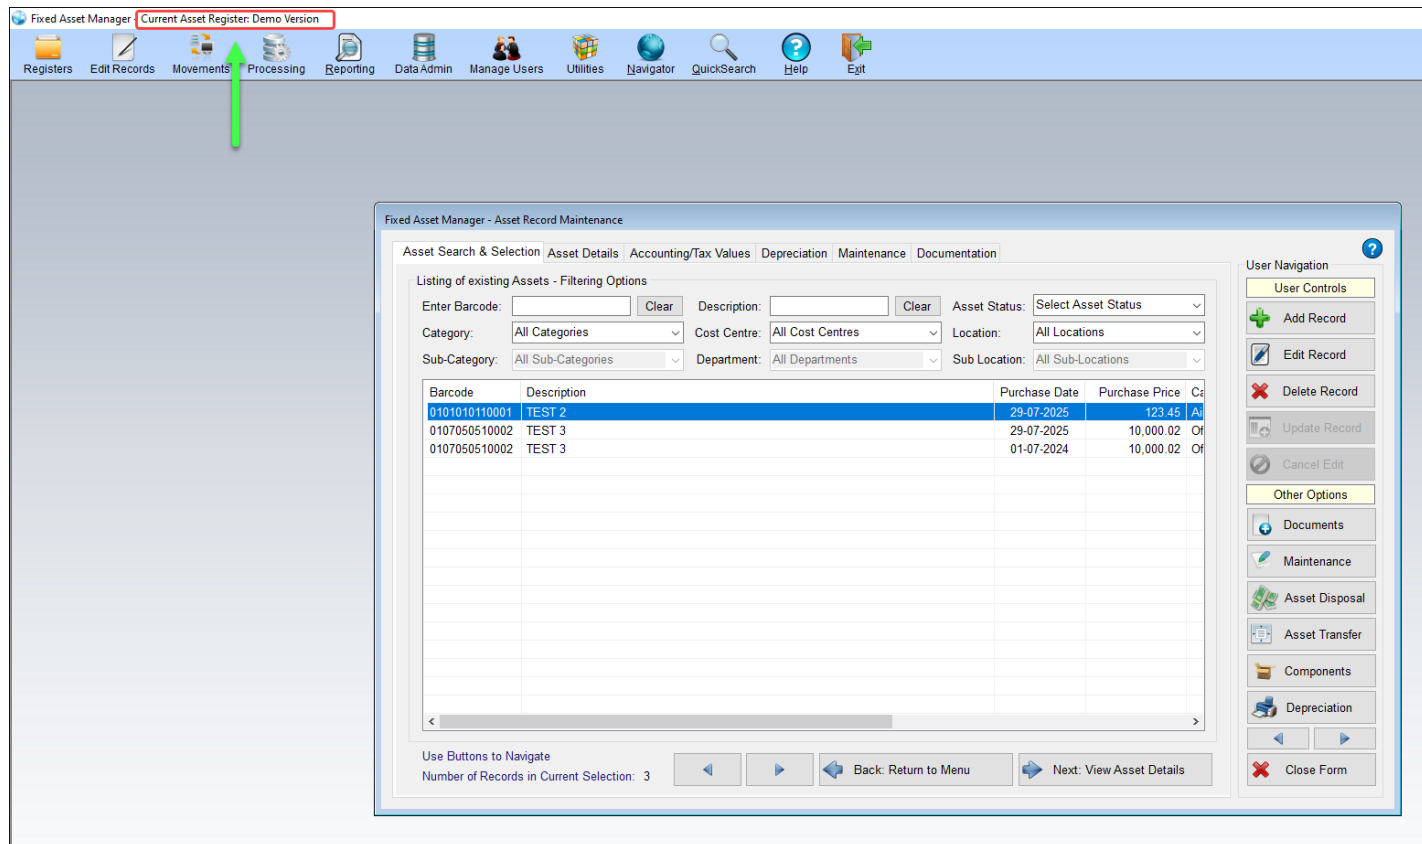 Fixed Asset Manager - Current Asset Register: Demo Version
Registers Edit Records Movements Processing Reporting Data Admin Manage Users Utilities Navigator QuickSearch Help Exit
Fixed Asset Manager - Asset Record Maintenance
Asset Search & Selection Asset Details Accounting/Tax Values Depreciation Maintenance Documentation
Listing of existing Assets - Filtering Options
Enter Barcode: Clear Description: Clear Asset Status: Select Asset Status
Category: All Categories Cost Centre: All Cost Centres Location: All Locations
Sub-Category: All Sub-Categories Department: All Departments Sub Location: All Sub-Locations
Barcode Description Purchase Date Purchase Price Ca
0101010110001 TEST 2 29-07-2025 123.45 Ai
0107050510002 TEST 3 29-07-2025 10,000.02 Of
0107050510002 TEST 3 01-07-2024 10,000.02 Of
Use Buttons to Navigate
Number of Records in Current Selection: 3
Back: Return to Menu
Next: View Asset Details
?
User Navigation
User Controls
Add Record
Edit Record
Delete Record
Update Record
Cancel Edit
Other Options
Documents
Maintenance
Asset Disposal
Asset Transfer
Components
Depreciation
Close Form